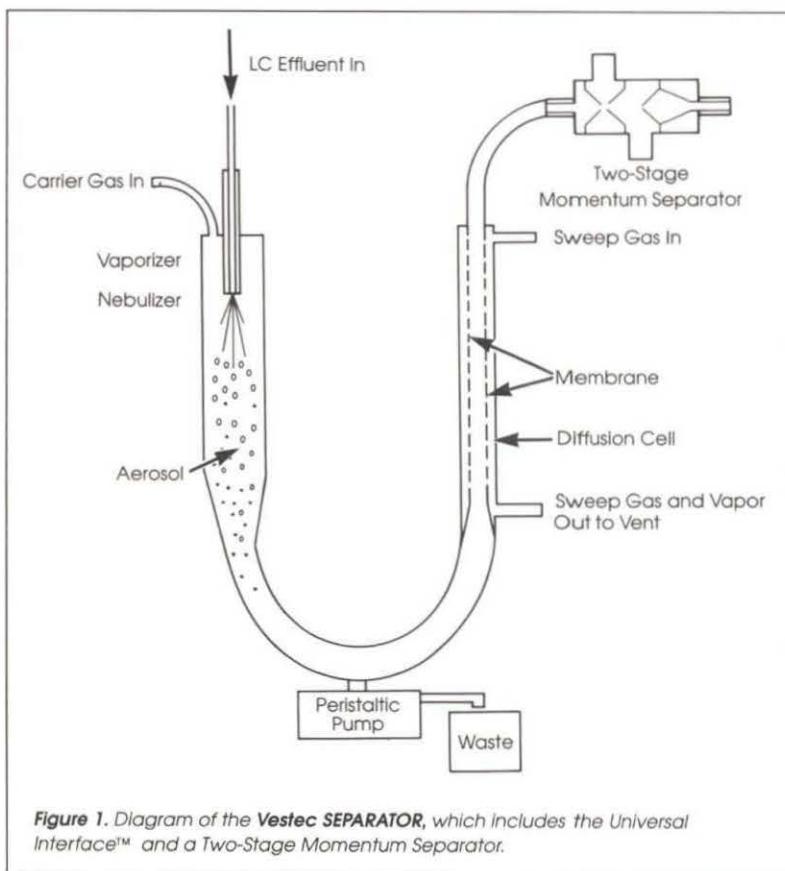 LC Effluent In
Carrier Gas In
Two-Stage
Momentum Separator
Sweep Gas In
Vaporizer
Nebulizer
Membrane
Diffusion Cell
Aerosol
Sweep Gas and Vapor
Out to Vent
Peristaltic
Pump
Waste
Figure 1. Diagram of the Vestec SEPARATOR, which includes the Universal
Interface™ and a Two-Stage Momentum Separator.